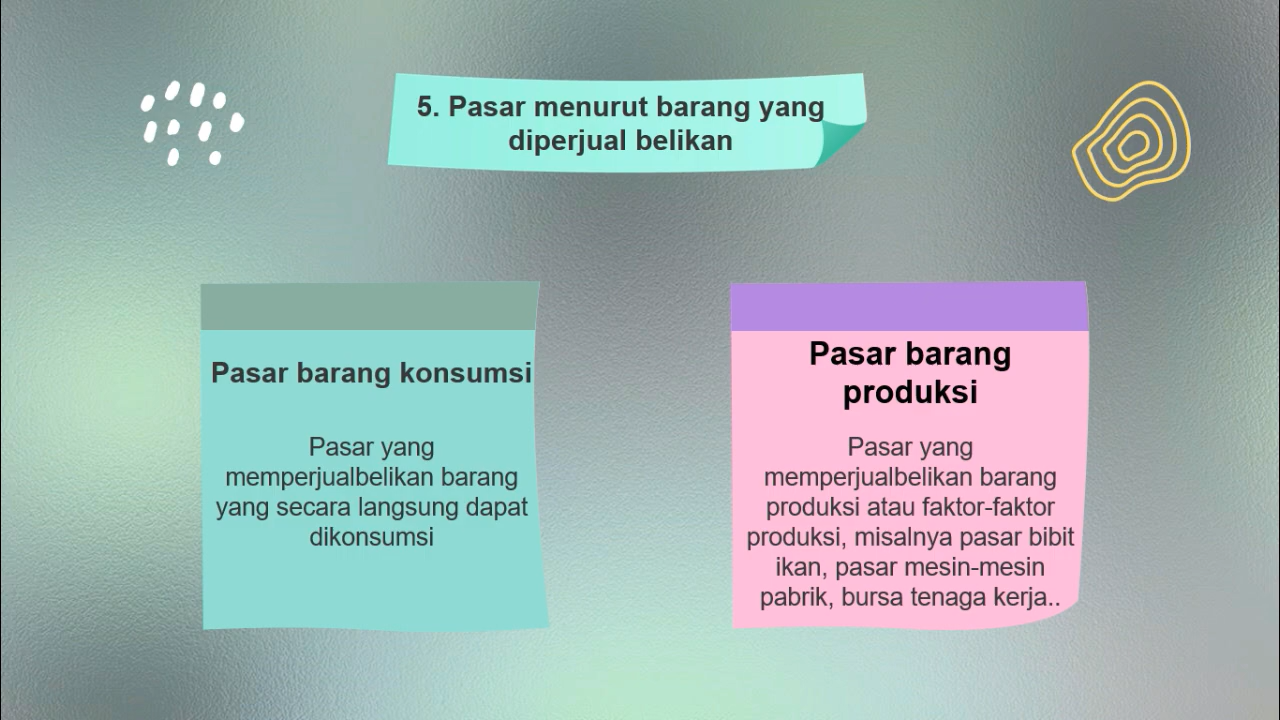 5. Pasar menurut barang yang
diperjual belikan
Pasar barang konsumsi
Pasar yang
memperjualbelikan barang
yang secara langsung dapat
dikonsumsi
Pasar barang
produksi
Pasar yang
memperjualbelikan barang
produksi atau faktor-faktor
produksi, misalnya pasar bibit
ikan, pasar mesin-mesin
pabrik, bursa tenaga kerja..